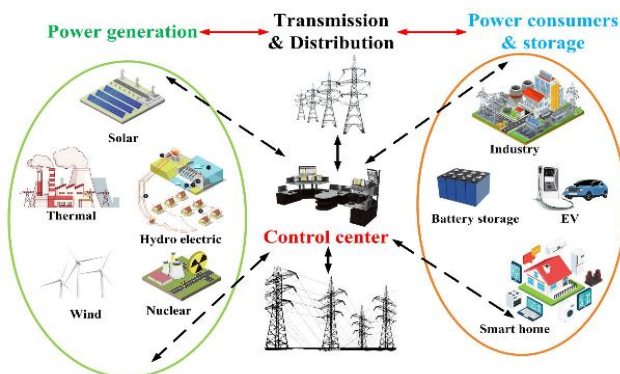 Power generation
Transmission
& Distribution
Power consumers
& storage
Solar
Thermal
Hydro electric
Wind
Nuclear
Control center
Industry
Battery storage
EV
Smart home